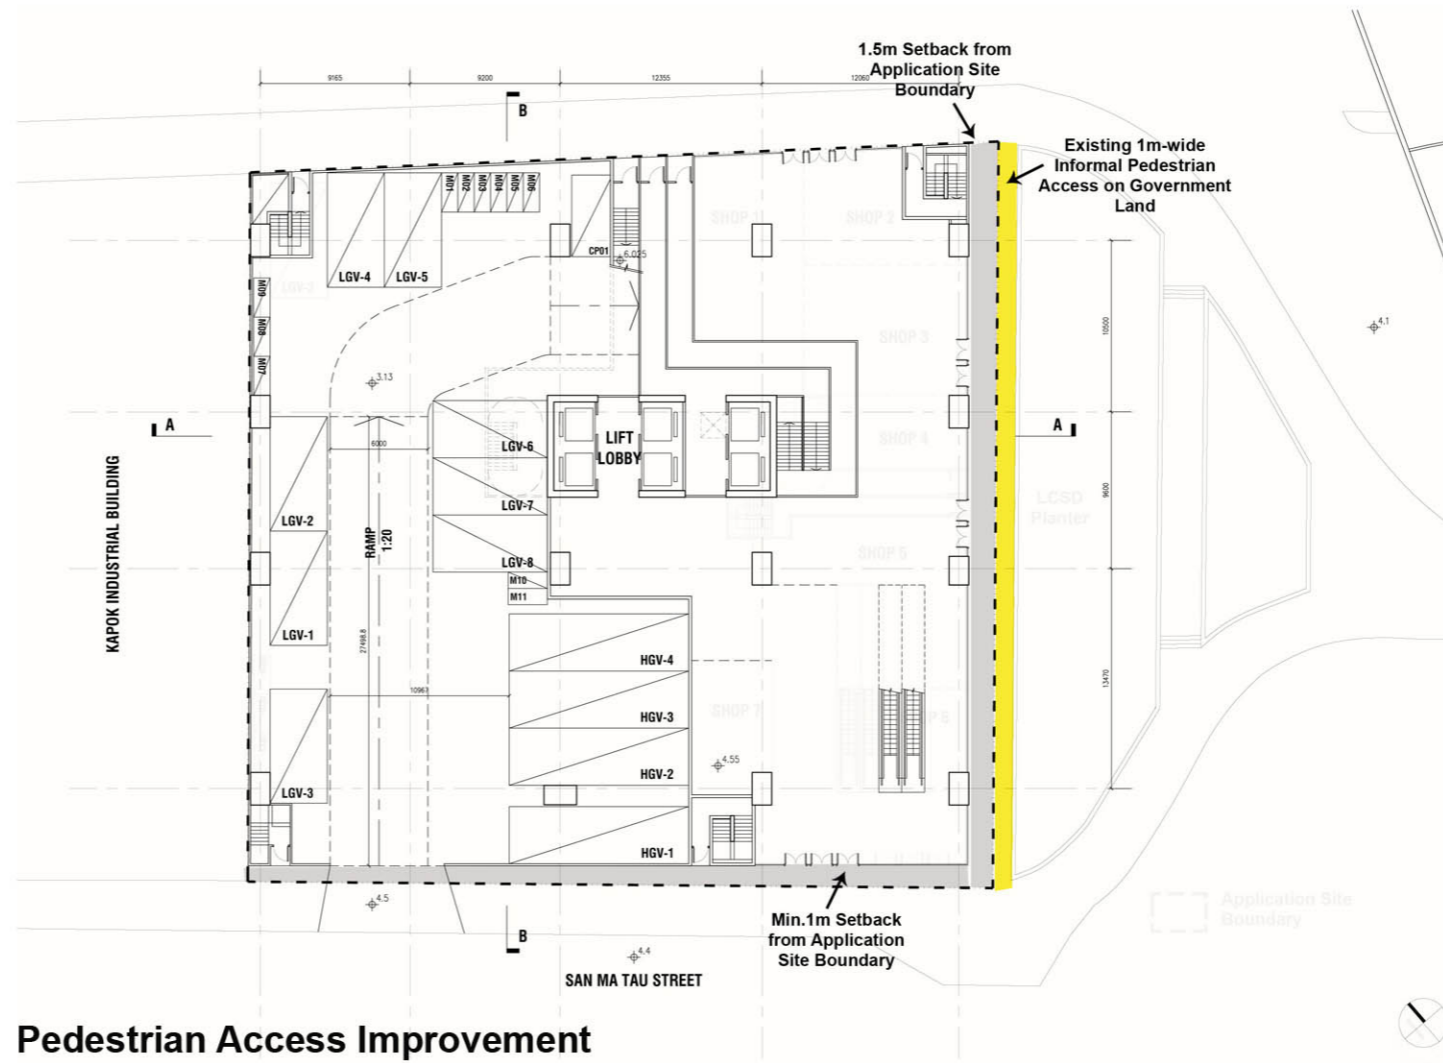 1.5m Setback from
Application Site
Boundary
9165
9200
12355
12060
B
Existing 1m-wide
Informal Pedestrian
Access on Government
Land
M01
M02
M03
M04
M05
M06
SHOP 1
SHOP 2
CP01
6.025
LGV-4
LGV-5
LGV-3
M09
M08
M07
4.1
10500
SHOP 3
3.13
A
A
6000
LGV-6
LIFT
LOBBY
SHOP 4
KAPOK INDUSTRIAL BUILDING
LGV-2
LGV-7
9600
LCSD
Planter
RAMP
1:20
LGV-8
SHOP 5
M10
M11
LGV-1
27498.8
HGV-4
10961
13470
HGV-3
SHOP 7
P 6
4.55
HGV-2
LGV-3
HGV-1
4.5
Application Site
Boundary
Min.1m Setback
from Application
Site Boundary
B
4.4
SAN MA TAU STREET
Pedestrian Access Improvement